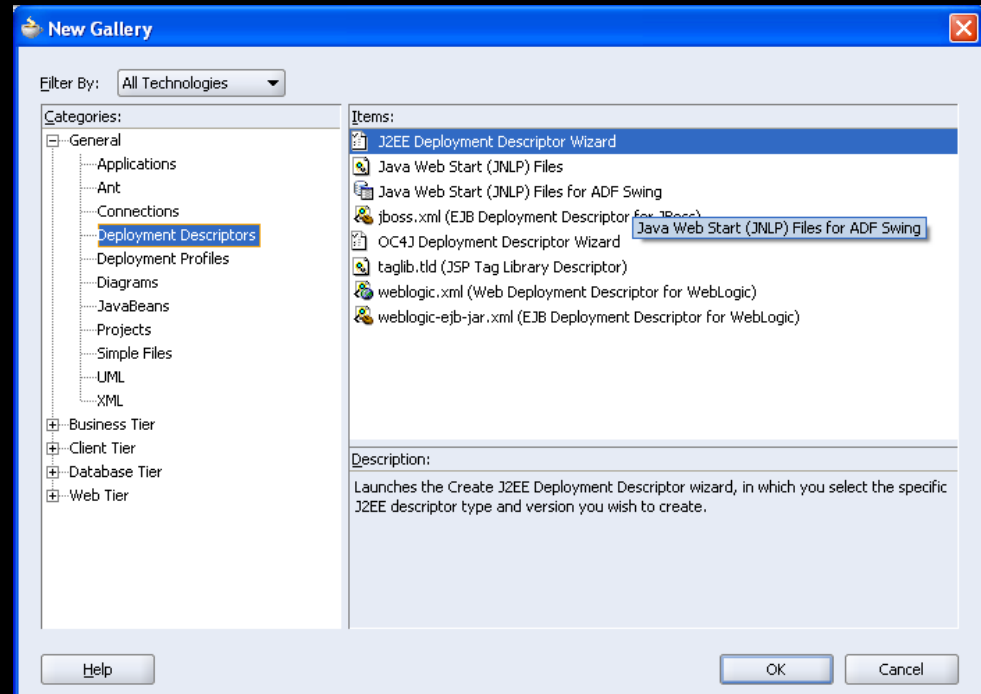 New Gallery
Filter By: All Technologies
Categories:
General
Applications
Ant
Connections
Deployment Descriptors
Deployment Profiles
Diagrams
JavaBeans
Projects
Simple Files
UML
XML
Business Tier
Client Tier
Database Tier
Web Tier
Items:
J2EE Deployment Descriptor Wizard
Java Web Start (JNLP) Files
Java Web Start (JNLP) Files for ADF Swing
jboss.xml (EJB Deployment Descriptor for JBoss)
Java Web Start (JNLP) Files for ADF Swing
OC4J Deployment Descriptor Wizard
taglib.tld (JSP Tag Library Descriptor)
weblogic.xml (Web Deployment Descriptor for WebLogic)
weblogic-ejb-jar.xml (EJB Deployment Descriptor for WebLogic)
Description:
Launches the Create J2EE Deployment Descriptor wizard, in which you select the specific
J2EE descriptor type and version you wish to create.
Help
OK
Cancel